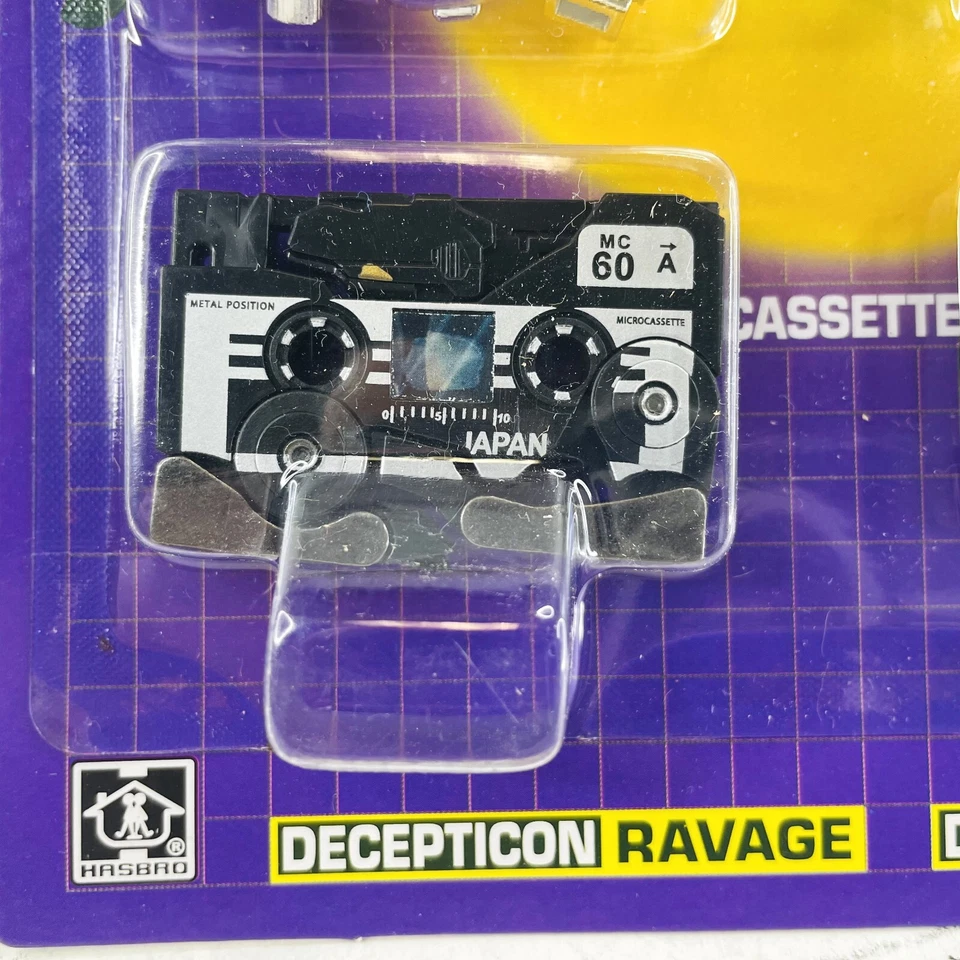 MC
60 A
METAL POSITION
MICROCASSETTE
CASSETTE
0 5 10
JAPAN
HASBRO
®
DECEPTICON RAVAGE
D